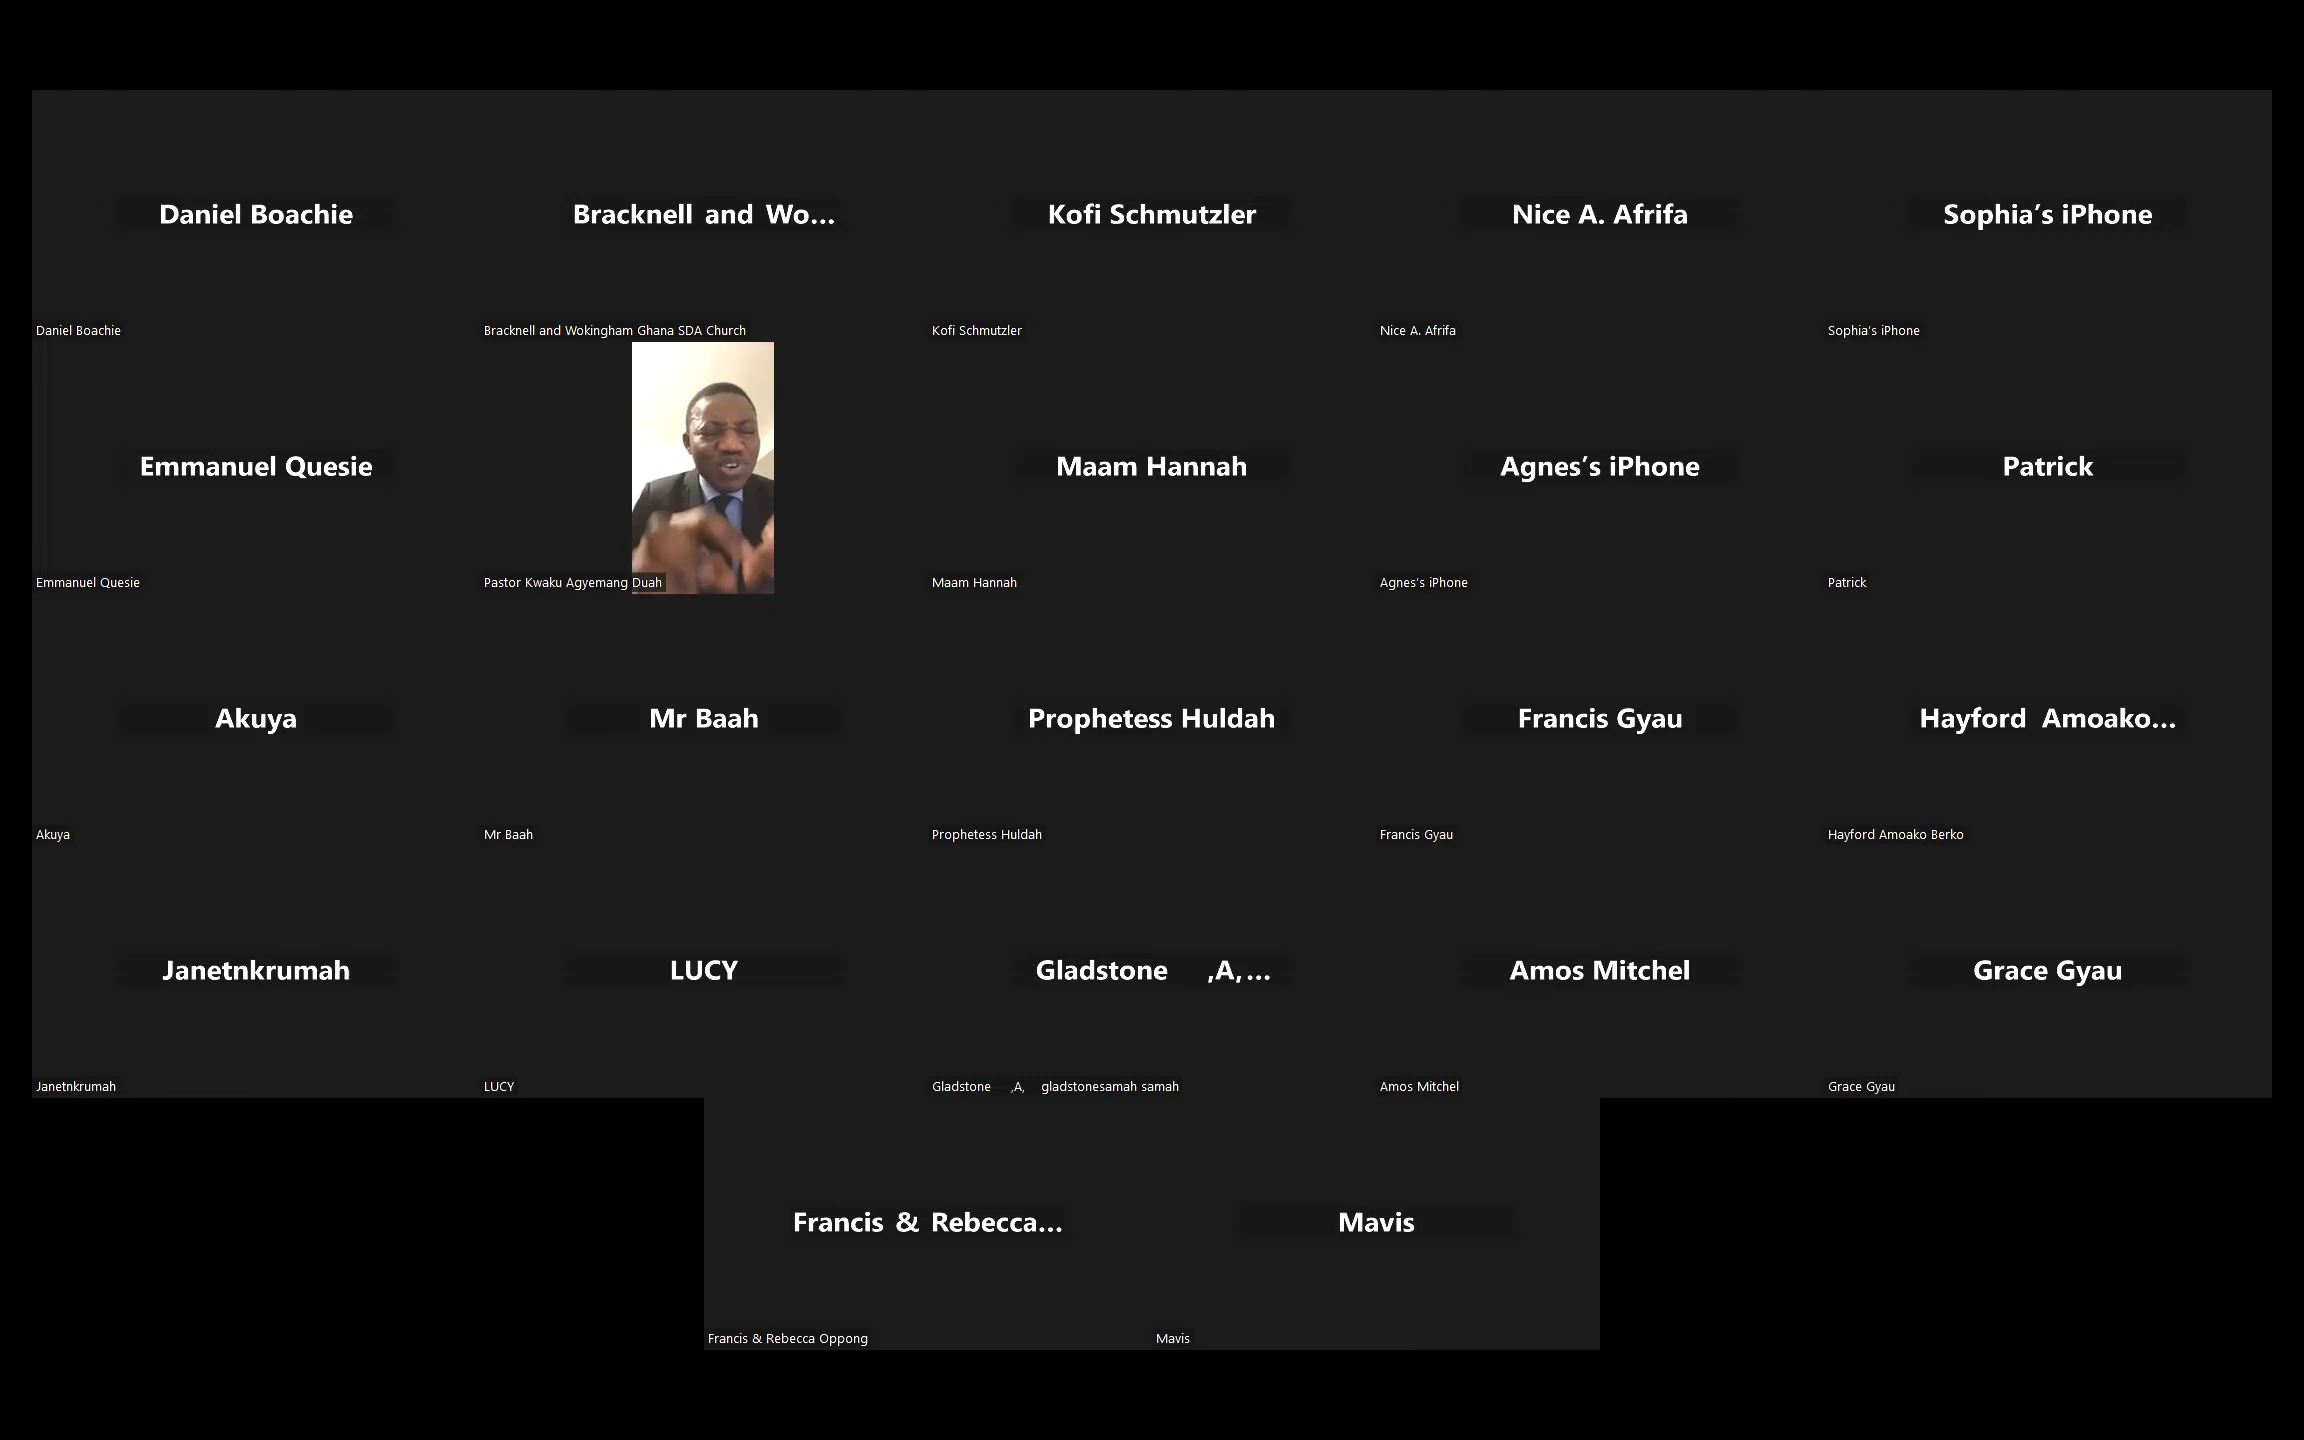 Daniel Boachie
Bracknell and Wo...
Kofi Schmutzler
Nice A. Afrifa
Sophia's iPhone
Daniel Boachie
Bracknell and Wokingham Ghana SDA Church
Kofi Schmutzler
Nice A. Afrifa
Sophia's iPhone
Emmanuel Quesie
Maam Hannah
Agnes's iPhone
Patrick
Emmanuel Quesie
Pastor Kwaku Agyemang Duah
Maam Hannah
Agnes's iPhone
Patrick
Akuya
Mr Baah
Prophetess Huldah
Francis Gyau
Hayford Amoako...
Akuya
Mr Baah
Prophetess Huldah
Francis Gyau
Hayford Amoako Berko
Janetnkrumah
LUCY
Gladstone ,A,...
Amos Mitchel
Grace Gyau
Janetnkrumah
LUCY
Gladstone ,A, gladstonesamah samah
Amos Mitchel
Grace Gyau
Francis & Rebecca...
Mavis
Francis & Rebecca Oppong
Mavis